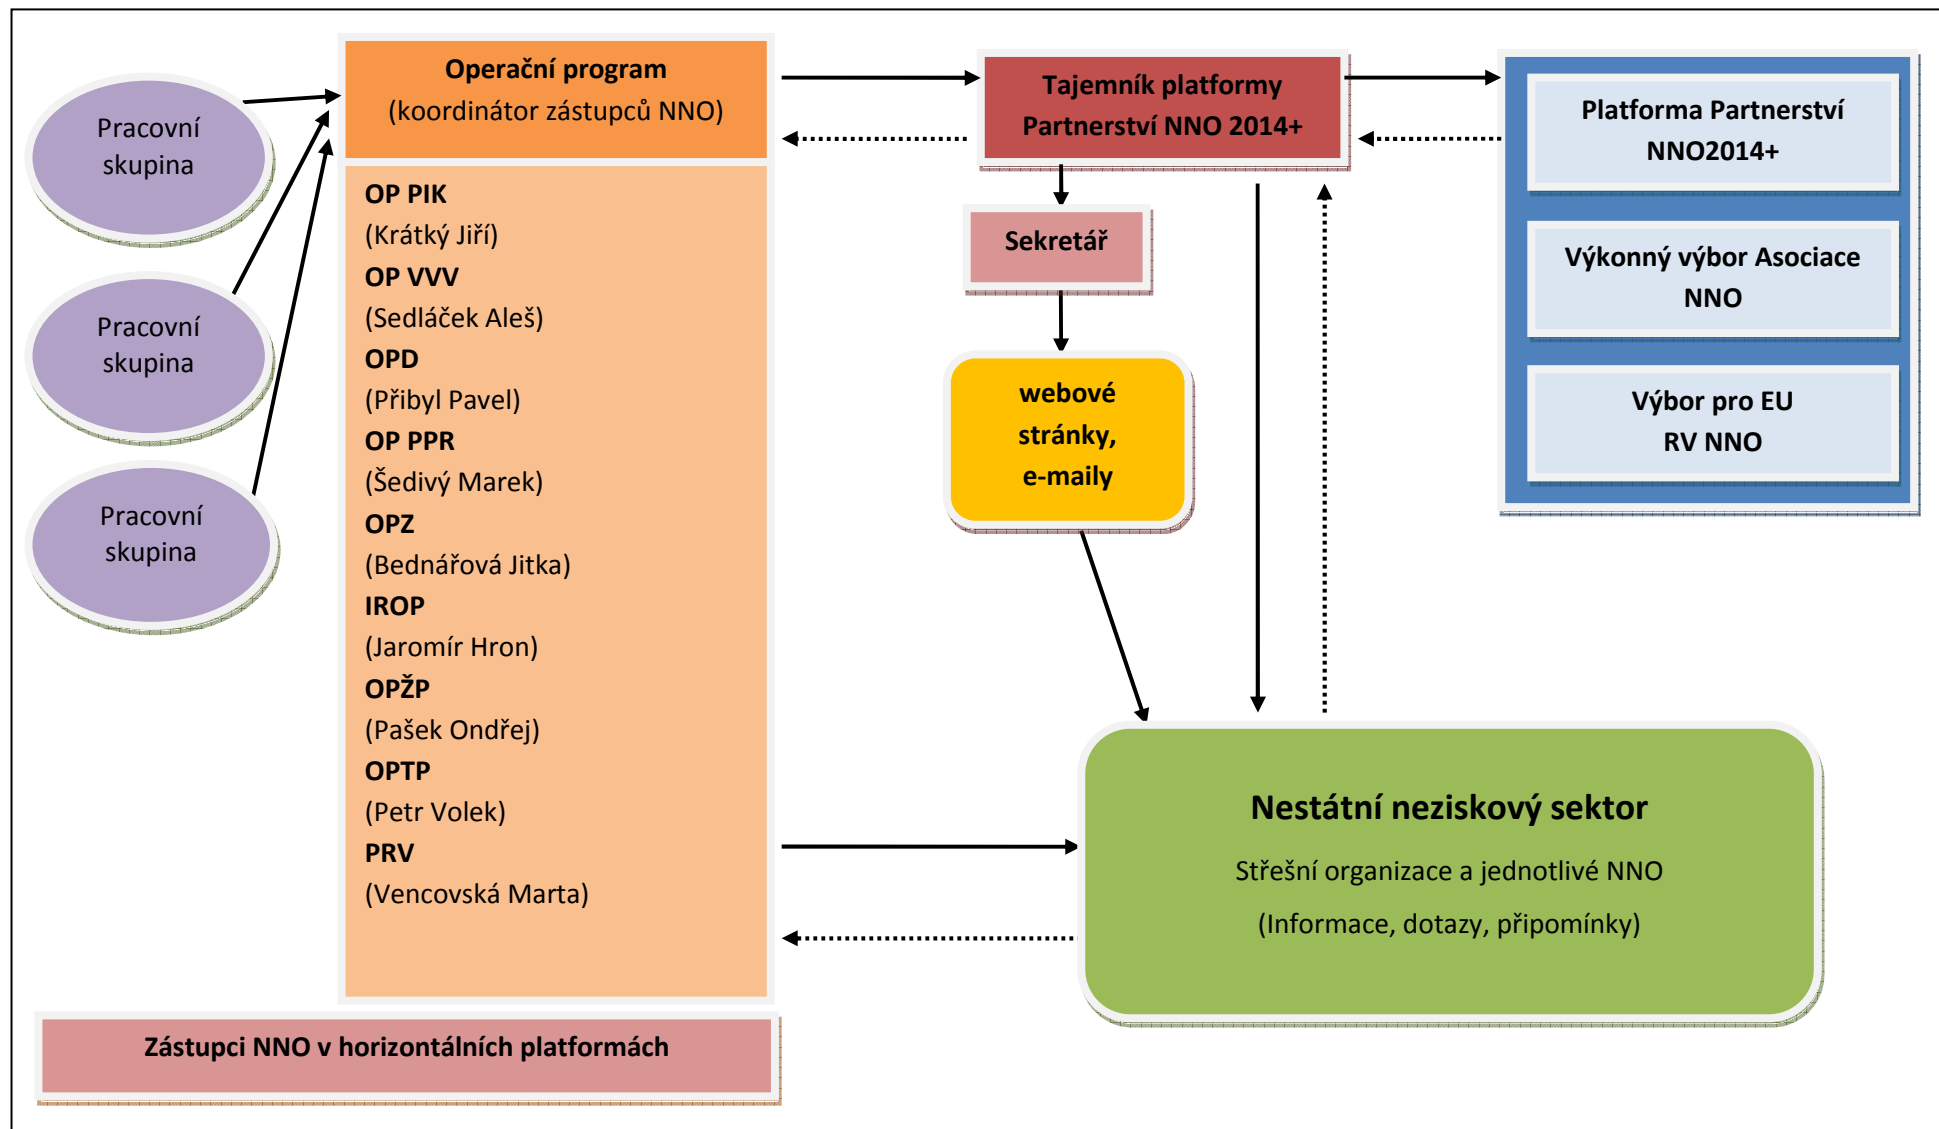 Pracovní
skupina
Pracovní
skupina
Pracovní
skupina
Operační program
(koordinátor zástupců NNO)
OP PIK
(Krátký Jiří)
OP VVV
(Sedláček Aleš)
OPD
(Přibyl Pavel)
OP PPR
(Šedivý Marek)
OPZ
(Bednářová Jitka)
IROP
(Jaromír Hron)
OPŽP
(Pašek Ondřej)
OPTP
(Petr Volek)
PRV
(Vencovská Marta)
Zástupci NNO v horizontálních platformách
Tajemník platformy
Partnerství NNO 2014+
Sekretář
webové
stránky,
e-maily
Platforma Partnerství
NNO2014+
Výkonný výbor Asociace
NNO
Výbor pro EU
RV NNO
Nestátní neziskový sektor
Střešní organizace a jednotlivé NNO
(Informace, dotazy, připomínky)